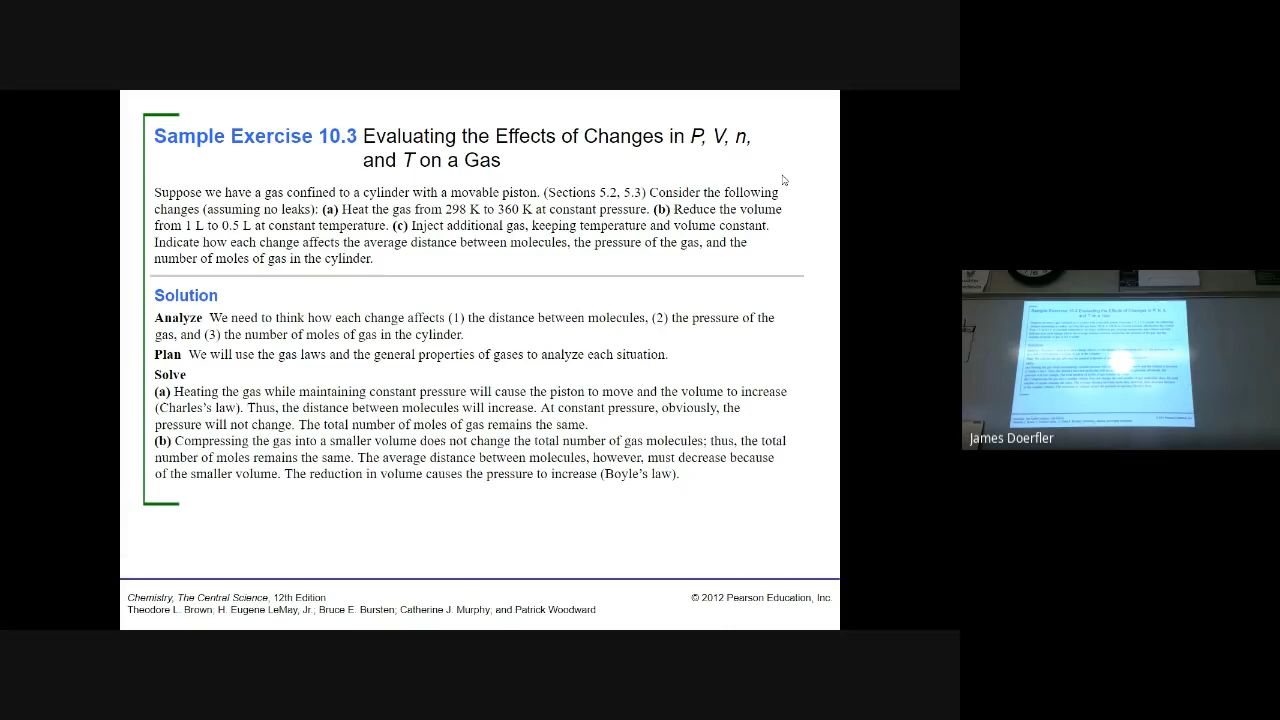 Sample Exercise 10.3 Evaluating the Effects of Changes in P, V, n,
and T on a Gas
Suppose we have a gas confined to a cylinder with a movable piston. (Sections 5.2, 5.3) Consider the following
changes (assuming no leaks): (a) Heat the gas from 298 K to 360 K at constant pressure. (b) Reduce the volume
from 1 L to 0.5 L at constant temperature. (c) Inject additional gas, keeping temperature and volume constant.
Indicate how each change affects the average distance between molecules, the pressure of the gas, and the
number of moles of gas in the cylinder.
Solution
Analyze We need to think how each change affects (1) the distance between molecules, (2) the pressure of the
gas, and (3) the number of moles of gas in the cylinder.
Plan We will use the gas laws and the general properties of gases to analyze each situation.
Solve
(a) Heating the gas while maintaining constant pressure will cause the piston to move and the volume to increase
(Charles’s law). Thus, the distance between molecules will increase. At constant pressure, obviously, the
pressure will not change. The total number of moles of gas remains the same.
(b) Compressing the gas into a smaller volume does not change the total number of gas molecules; thus, the total
number of moles remains the same. The average distance between molecules, however, must decrease because
of the smaller volume. The reduction in volume causes the pressure to increase (Boyle’s law).
Chemistry, The Central Science, 12th Edition
Theodore L. Brown; H. Eugene LeMay, Jr.; Bruce E. Bursten; Catherine J. Murphy; and Patrick Woodward
© 2012 Pearson Education, Inc.
James Doerfler